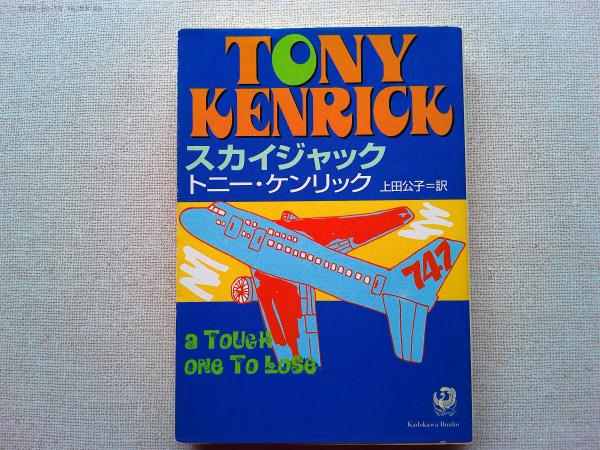 TONY
KENRICK
スカイジャック
トニー・ケンリック 上田公子=訳
747
a TOUGH
ONE TO LOSE
Kadokawa Bunko